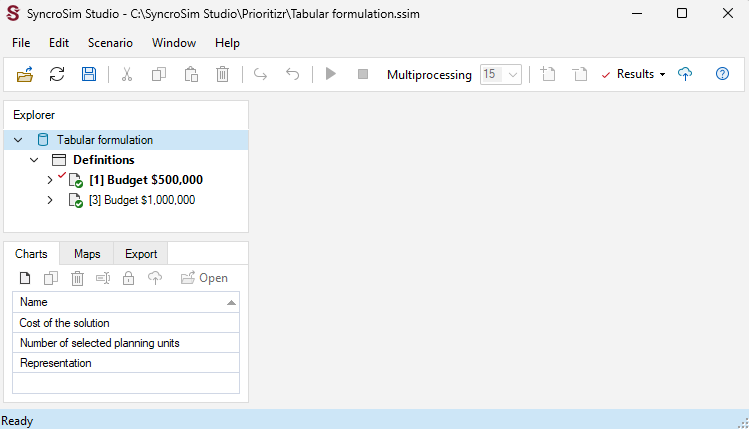 SyncroSim Studio - C:\SyncroSim Studio\Prioritizr\Tabular formulation.ssim
File Edit Scenario Window Help
Multiprocessing 15 Results
Explorer
Tabular formulation
Definitions
[1] Budget $500,000
[3] Budget $1,000,000
Charts Maps Export
Open
Name
Cost of the solution
Number of selected planning units
Representation
Ready